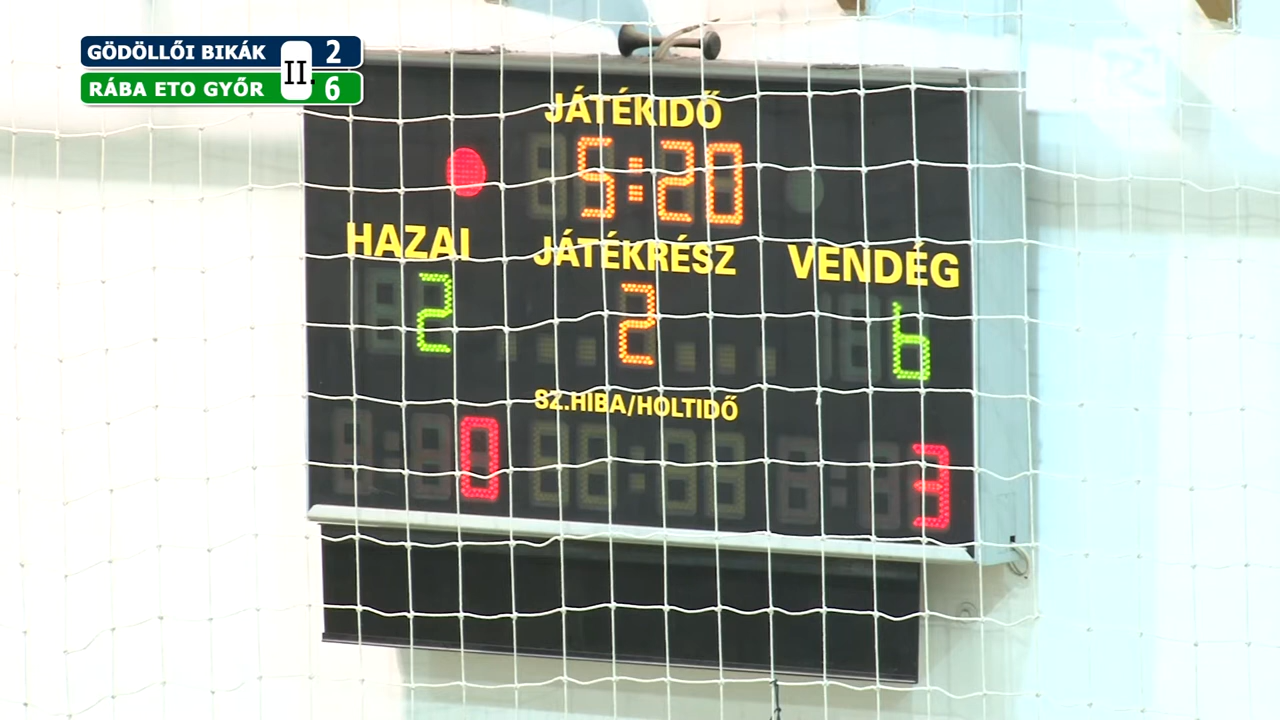 GÖDÖLLŐI BIKÁK 2
RÁBA ETO GYŐR 6
II.
JÁTÉKIDŐ
5:20
HAZAI JÁTÉKRÉSZ VENDÉG
2 2 6
SZ.HIBA/HOLTIDŐ
0 3